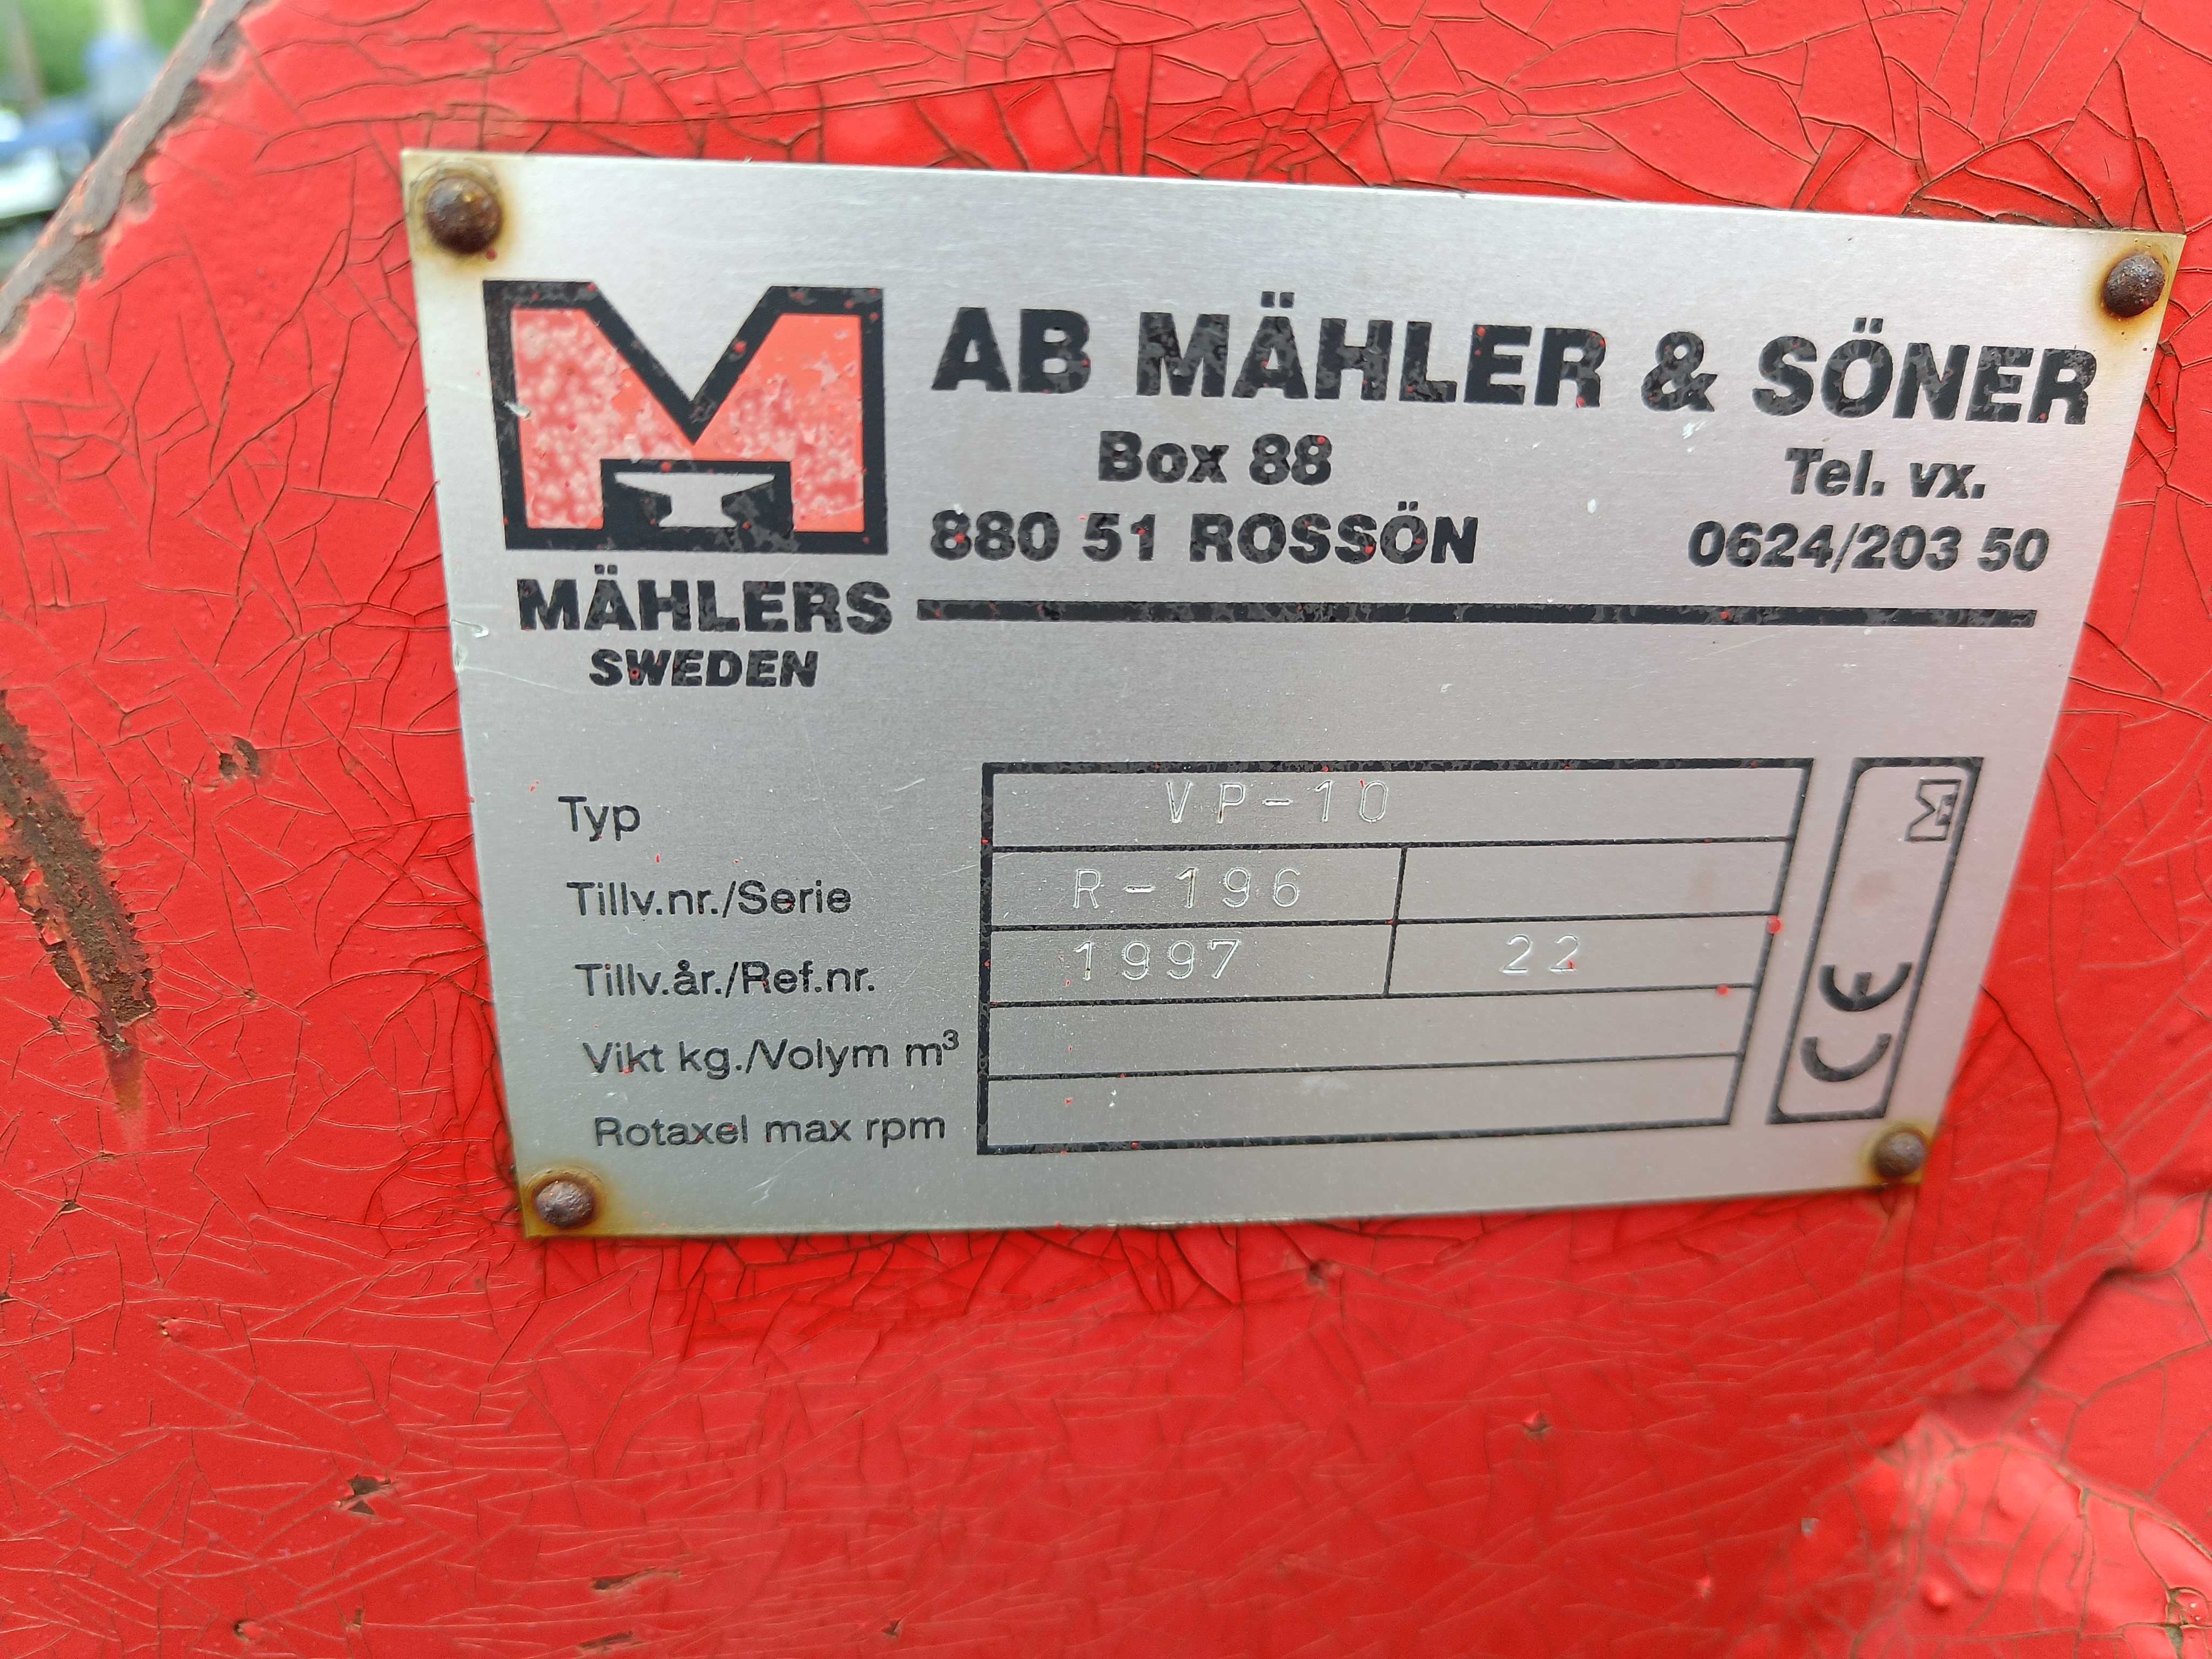 AB MÄHLER & SÖNER
Box 88
Tel. vx.
880 51 ROSSÖN
0624/203 50
MÄHLERS
SWEDEN
Typ VP-10
Tillv.nr./Serie R-196
Tillv.år./Ref.nr. 1997 22
Vikt kg./Volym m³
Rotaxel max rpm
CE